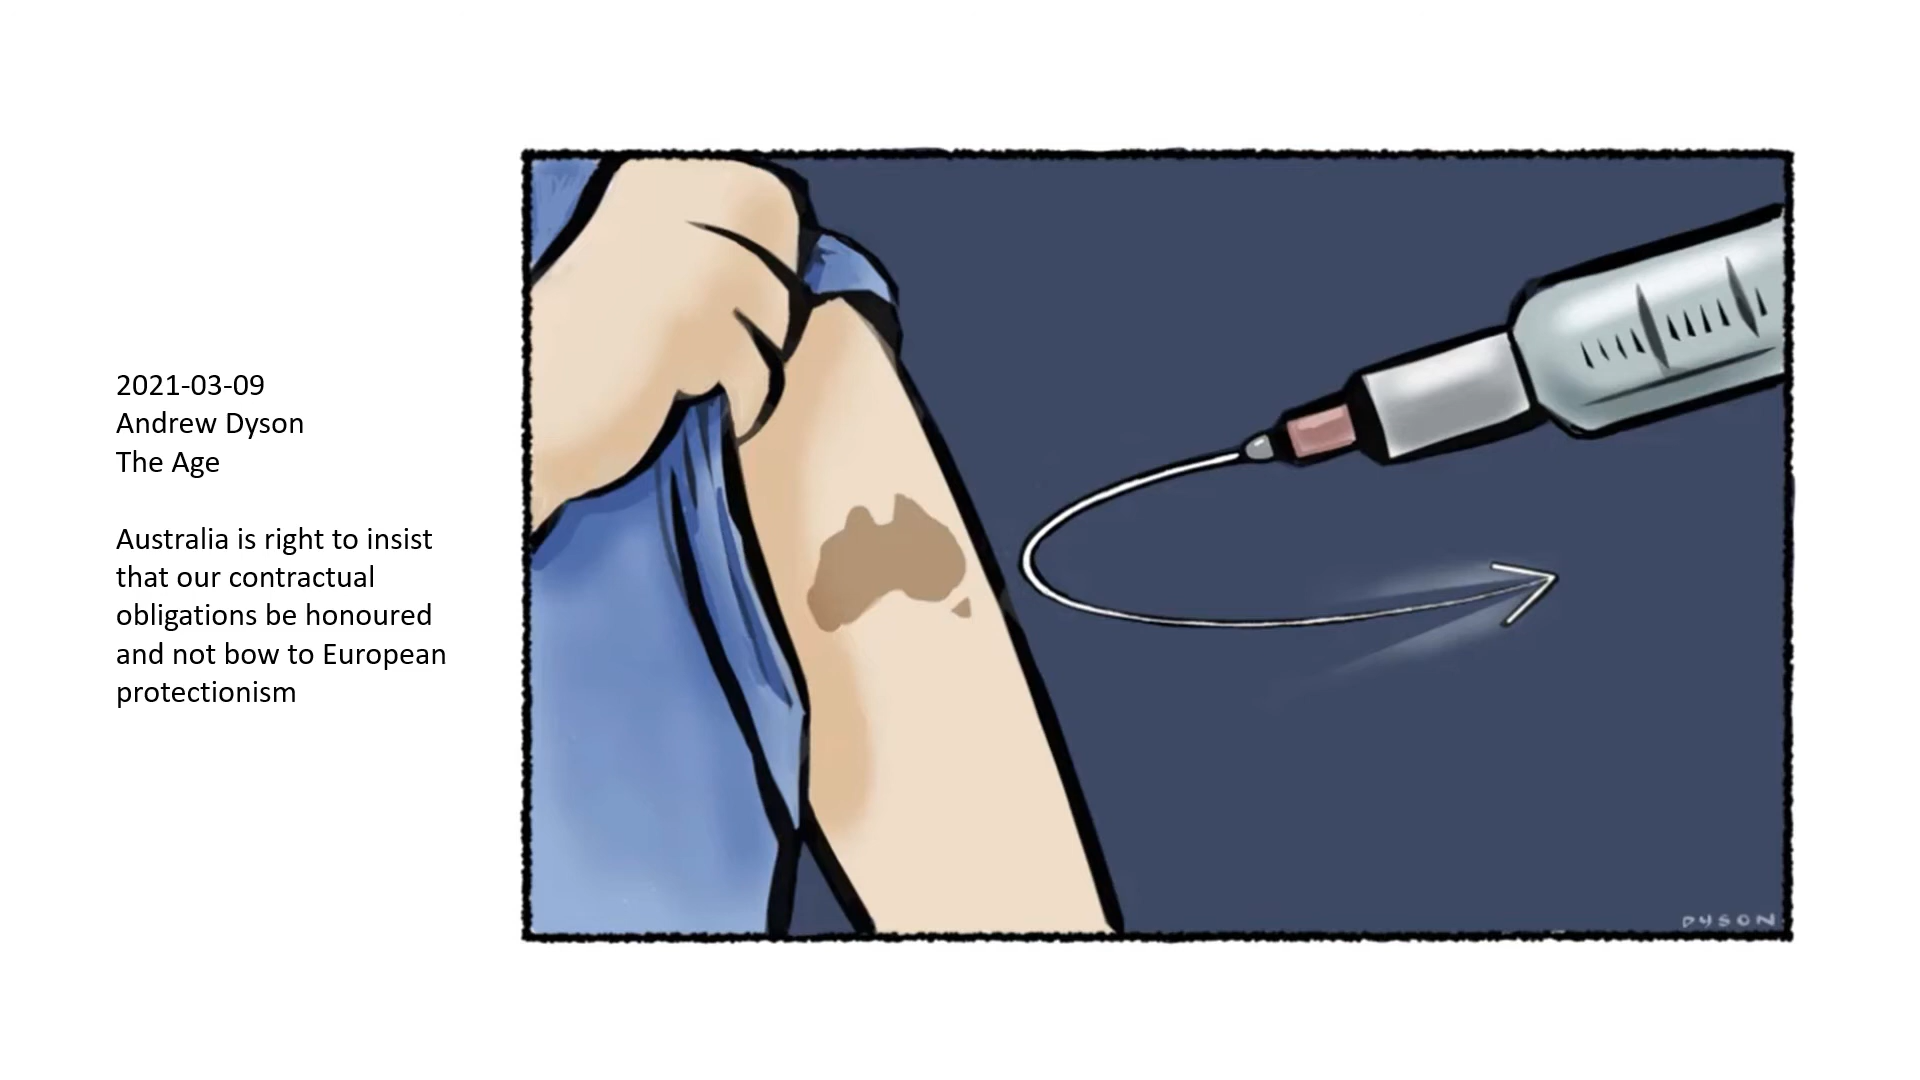 2021-03-09
Andrew Dyson
The Age
Australia is right to insist
that our contractual
obligations be honoured
and not bow to European
protectionism
DYSON